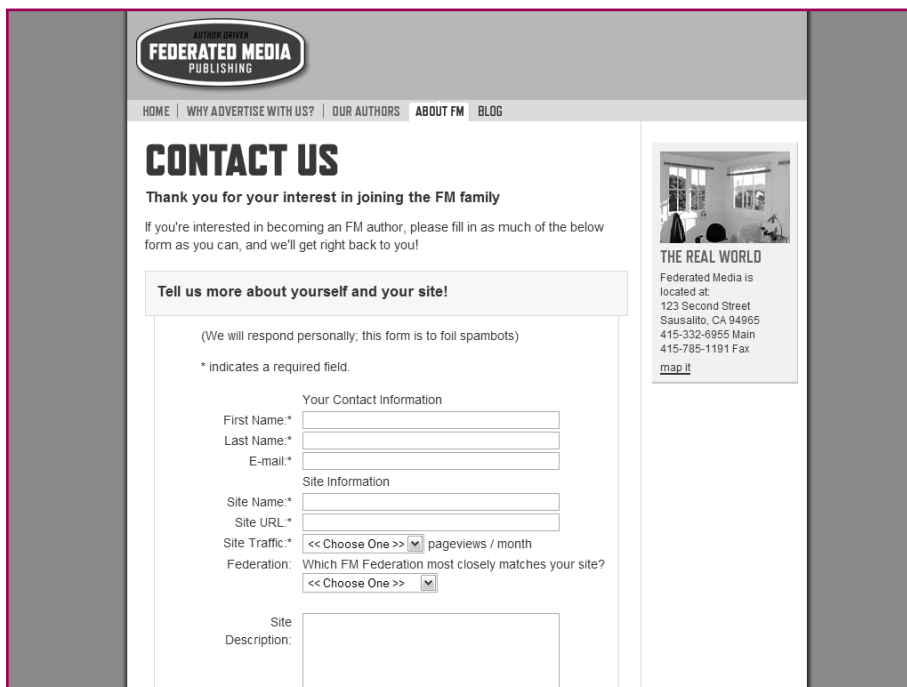 AUTHOR DRIVEN
FEDERATED MEDIA
PUBLISHING
HOME | WHY ADVERTISE WITH US? | OUR AUTHORS ABOUT FM BLOG
CONTACT US
Thank you for your interest in joining the FM family
If you're interested in becoming an FM author, please fill in as much of the below
form as you can, and we'll get right back to you!
Tell us more about yourself and your site!
(We will respond personally; this form is to foil spambots)
* indicates a required field.
Your Contact Information
First Name:*
Last Name:*
E-mail:*
Site Information
Site Name:*
Site URL:*
Site Traffic:* << Choose One >> pageviews / month
Federation: Which FM Federation most closely matches your site?
<< Choose One >>
Site
Description:
THE REAL WORLD
Federated Media is
located at:
123 Second Street
Sausalito, CA 94965
415-332-6955 Main
415-785-1191 Fax
map it